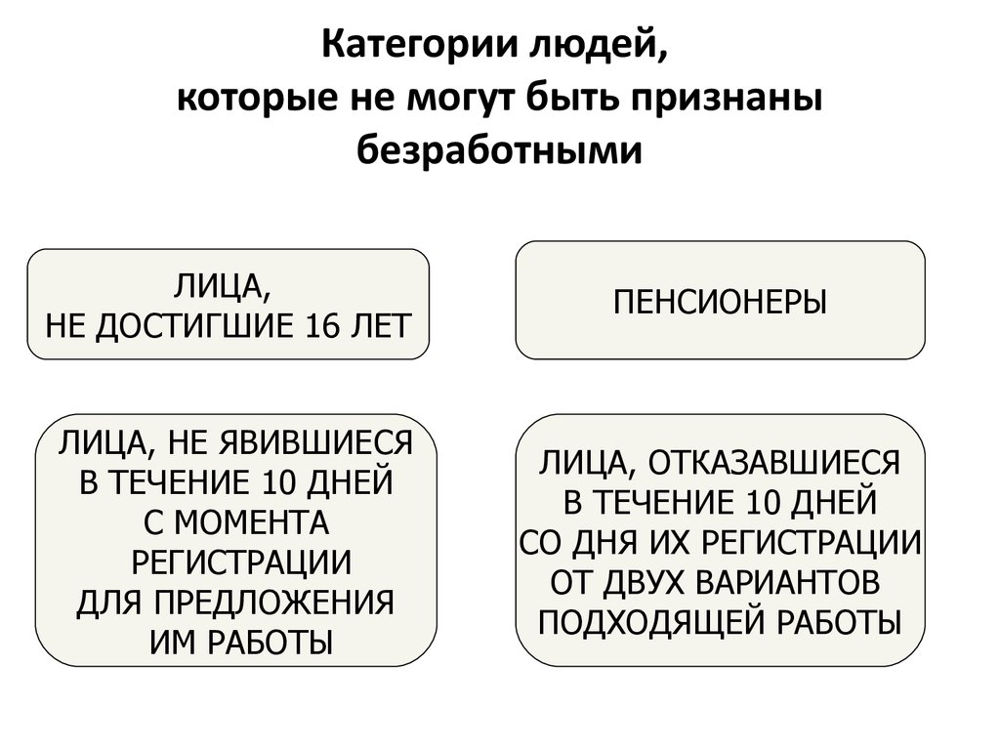 Категории людей,
которые не могут быть признаны
безработными
ЛИЦА,
НЕ ДОСТИГШИЕ 16 ЛЕТ
ПЕНСИОНЕРЫ
ЛИЦА, НЕ ЯВИВШИЕСЯ
В ТЕЧЕНИЕ 10 ДНЕЙ
С МОМЕНТА
РЕГИСТРАЦИИ
ДЛЯ ПРЕДЛОЖЕНИЯ
ИМ РАБОТЫ
ЛИЦА, ОТКАЗАВШИЕСЯ
В ТЕЧЕНИЕ 10 ДНЕЙ
СО ДНЯ ИХ РЕГИСТРАЦИИ
ОТ ДВУХ ВАРИАНТОВ
ПОДХОДЯЩЕЙ РАБОТЫ